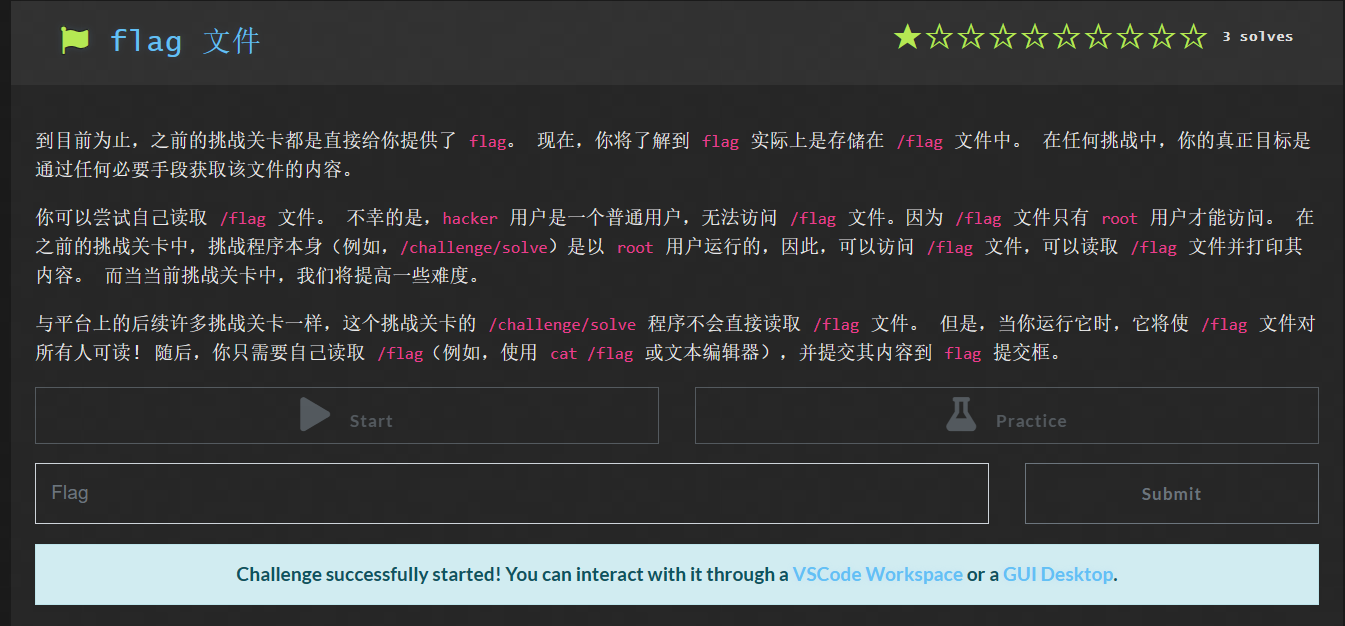 flag 文件
3 solves
到目前为止，之前的挑战关卡都是直接给你提供了 flag。 现在，你将了解到 flag 实际上是存储在 /flag 文件中。 在任何挑战中，你的真正目标是
通过任何必要手段获取该文件的内容。
你可以尝试自己读取 /flag 文件。 不幸的是，hacker 用户是一个普通用户，无法访问 /flag 文件。因为 /flag 文件只有 root 用户才能访问。 在
之前的挑战关卡中，挑战程序本身（例如，/challenge/solve）是以 root 用户运行的，因此，可以访问 /flag 文件，可以读取 /flag 文件并打印其
内容。 而当当前挑战关卡中，我们将提高一些难度。
与平台上的后续许多挑战关卡一样，这个挑战关卡的 /challenge/solve 程序不会直接读取 /flag 文件。 但是，当你运行它时，它将使 /flag 文件对
所有人可读！随后，你只需要自己读取 /flag（例如，使用 cat /flag 或文本编辑器），并提交其内容到 flag 提交框。
Start
Practice
Flag
Submit
Challenge successfully started! You can interact with it through a VSCode Workspace or a GUI Desktop.